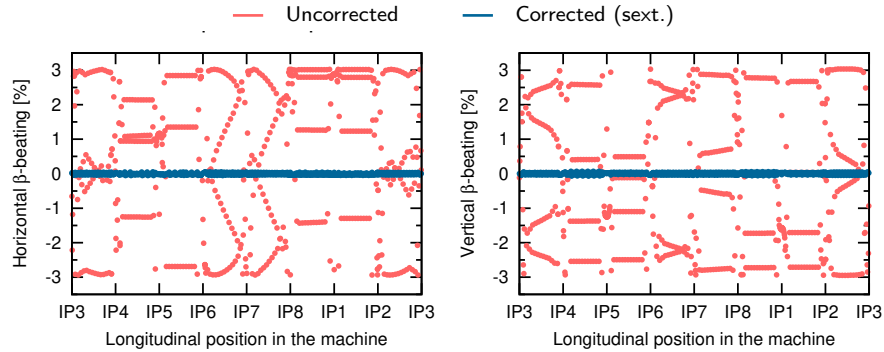 Uncorrected Corrected (sext.)
3
2
1
0
-1
-2
-3
Horizontal β-beating [%]
IP3 IP4 IP5 IP6 IP7 IP8 IP1 IP2 IP3
Longitudinal position in the machine
3
2
1
0
-1
-2
-3
Vertical β-beating [%]
IP3 IP4 IP5 IP6 IP7 IP8 IP1 IP2 IP3
Longitudinal position in the machine